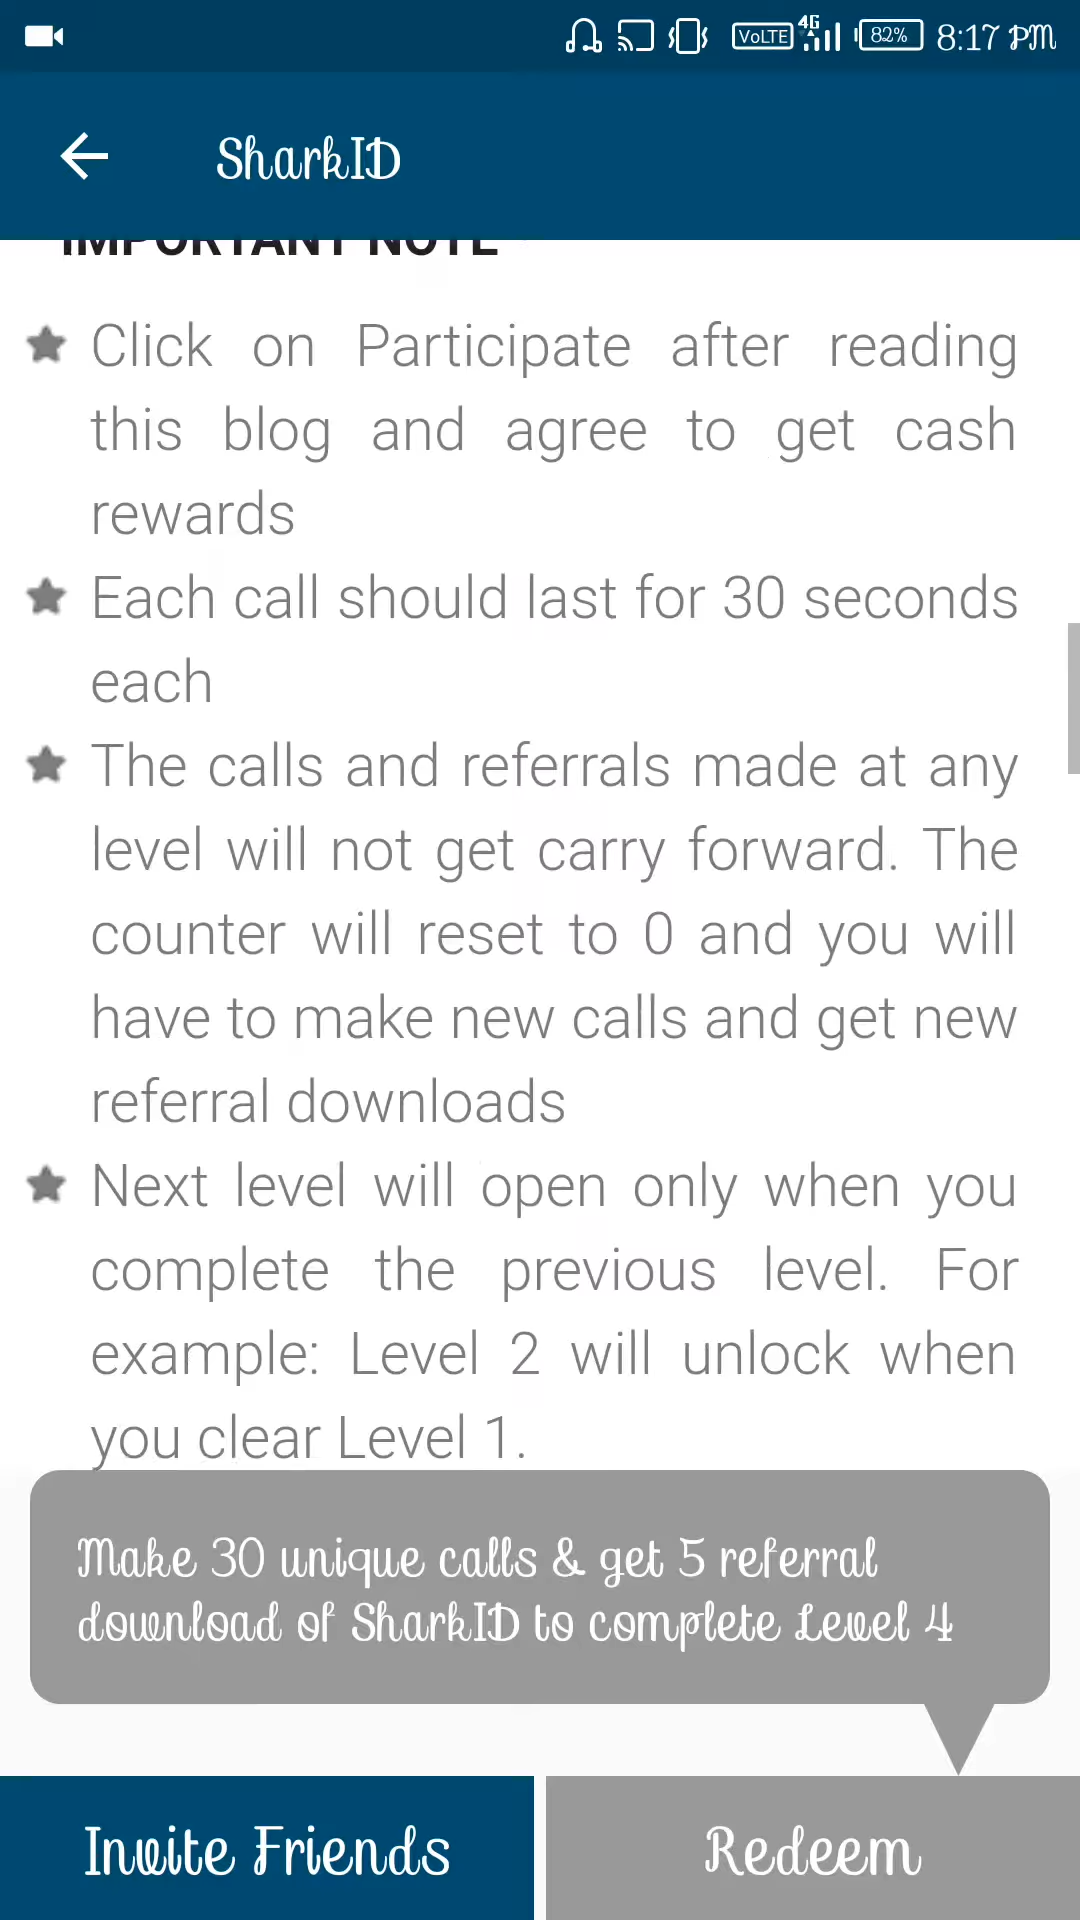 VoLTE 4G 82% 8:17 PM
SharkID
IMPORTANT NOTE
Click on Participate after reading
this blog and agree to get cash
rewards
Each call should last for 30 seconds
each
The calls and referrals made at any
level will not get carry forward. The
counter will reset to 0 and you will
have to make new calls and get new
referral downloads
Next level will open only when you
complete the previous level. For
example: Level 2 will unlock when
you clear Level 1.
Make 30 unique calls & get 5 referral
download of SharkID to complete Level 4
Invite Friends
Redeem